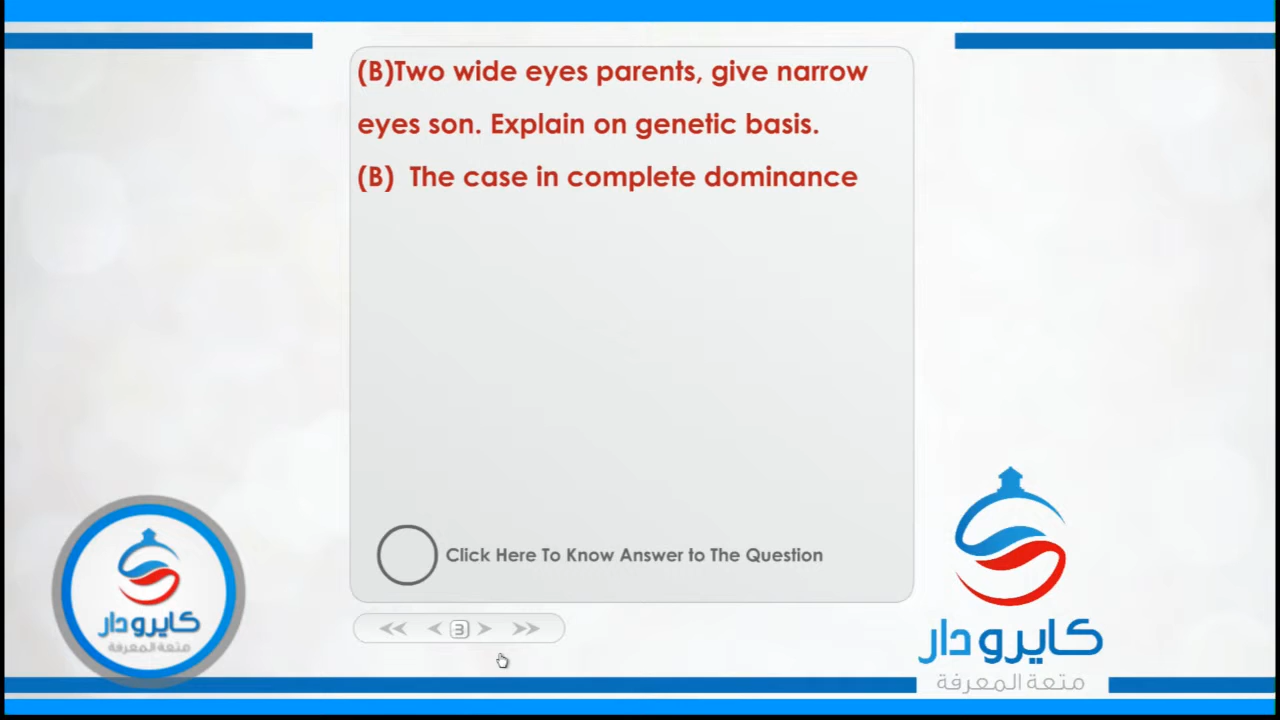 (B)Two wide eyes parents, give narrow
eyes son. Explain on genetic basis.
(B) The case in complete dominance
Click Here To Know Answer to The Question
3
كايرو دار
متعة المعرفة
كايرو دار
متعة المعرفة